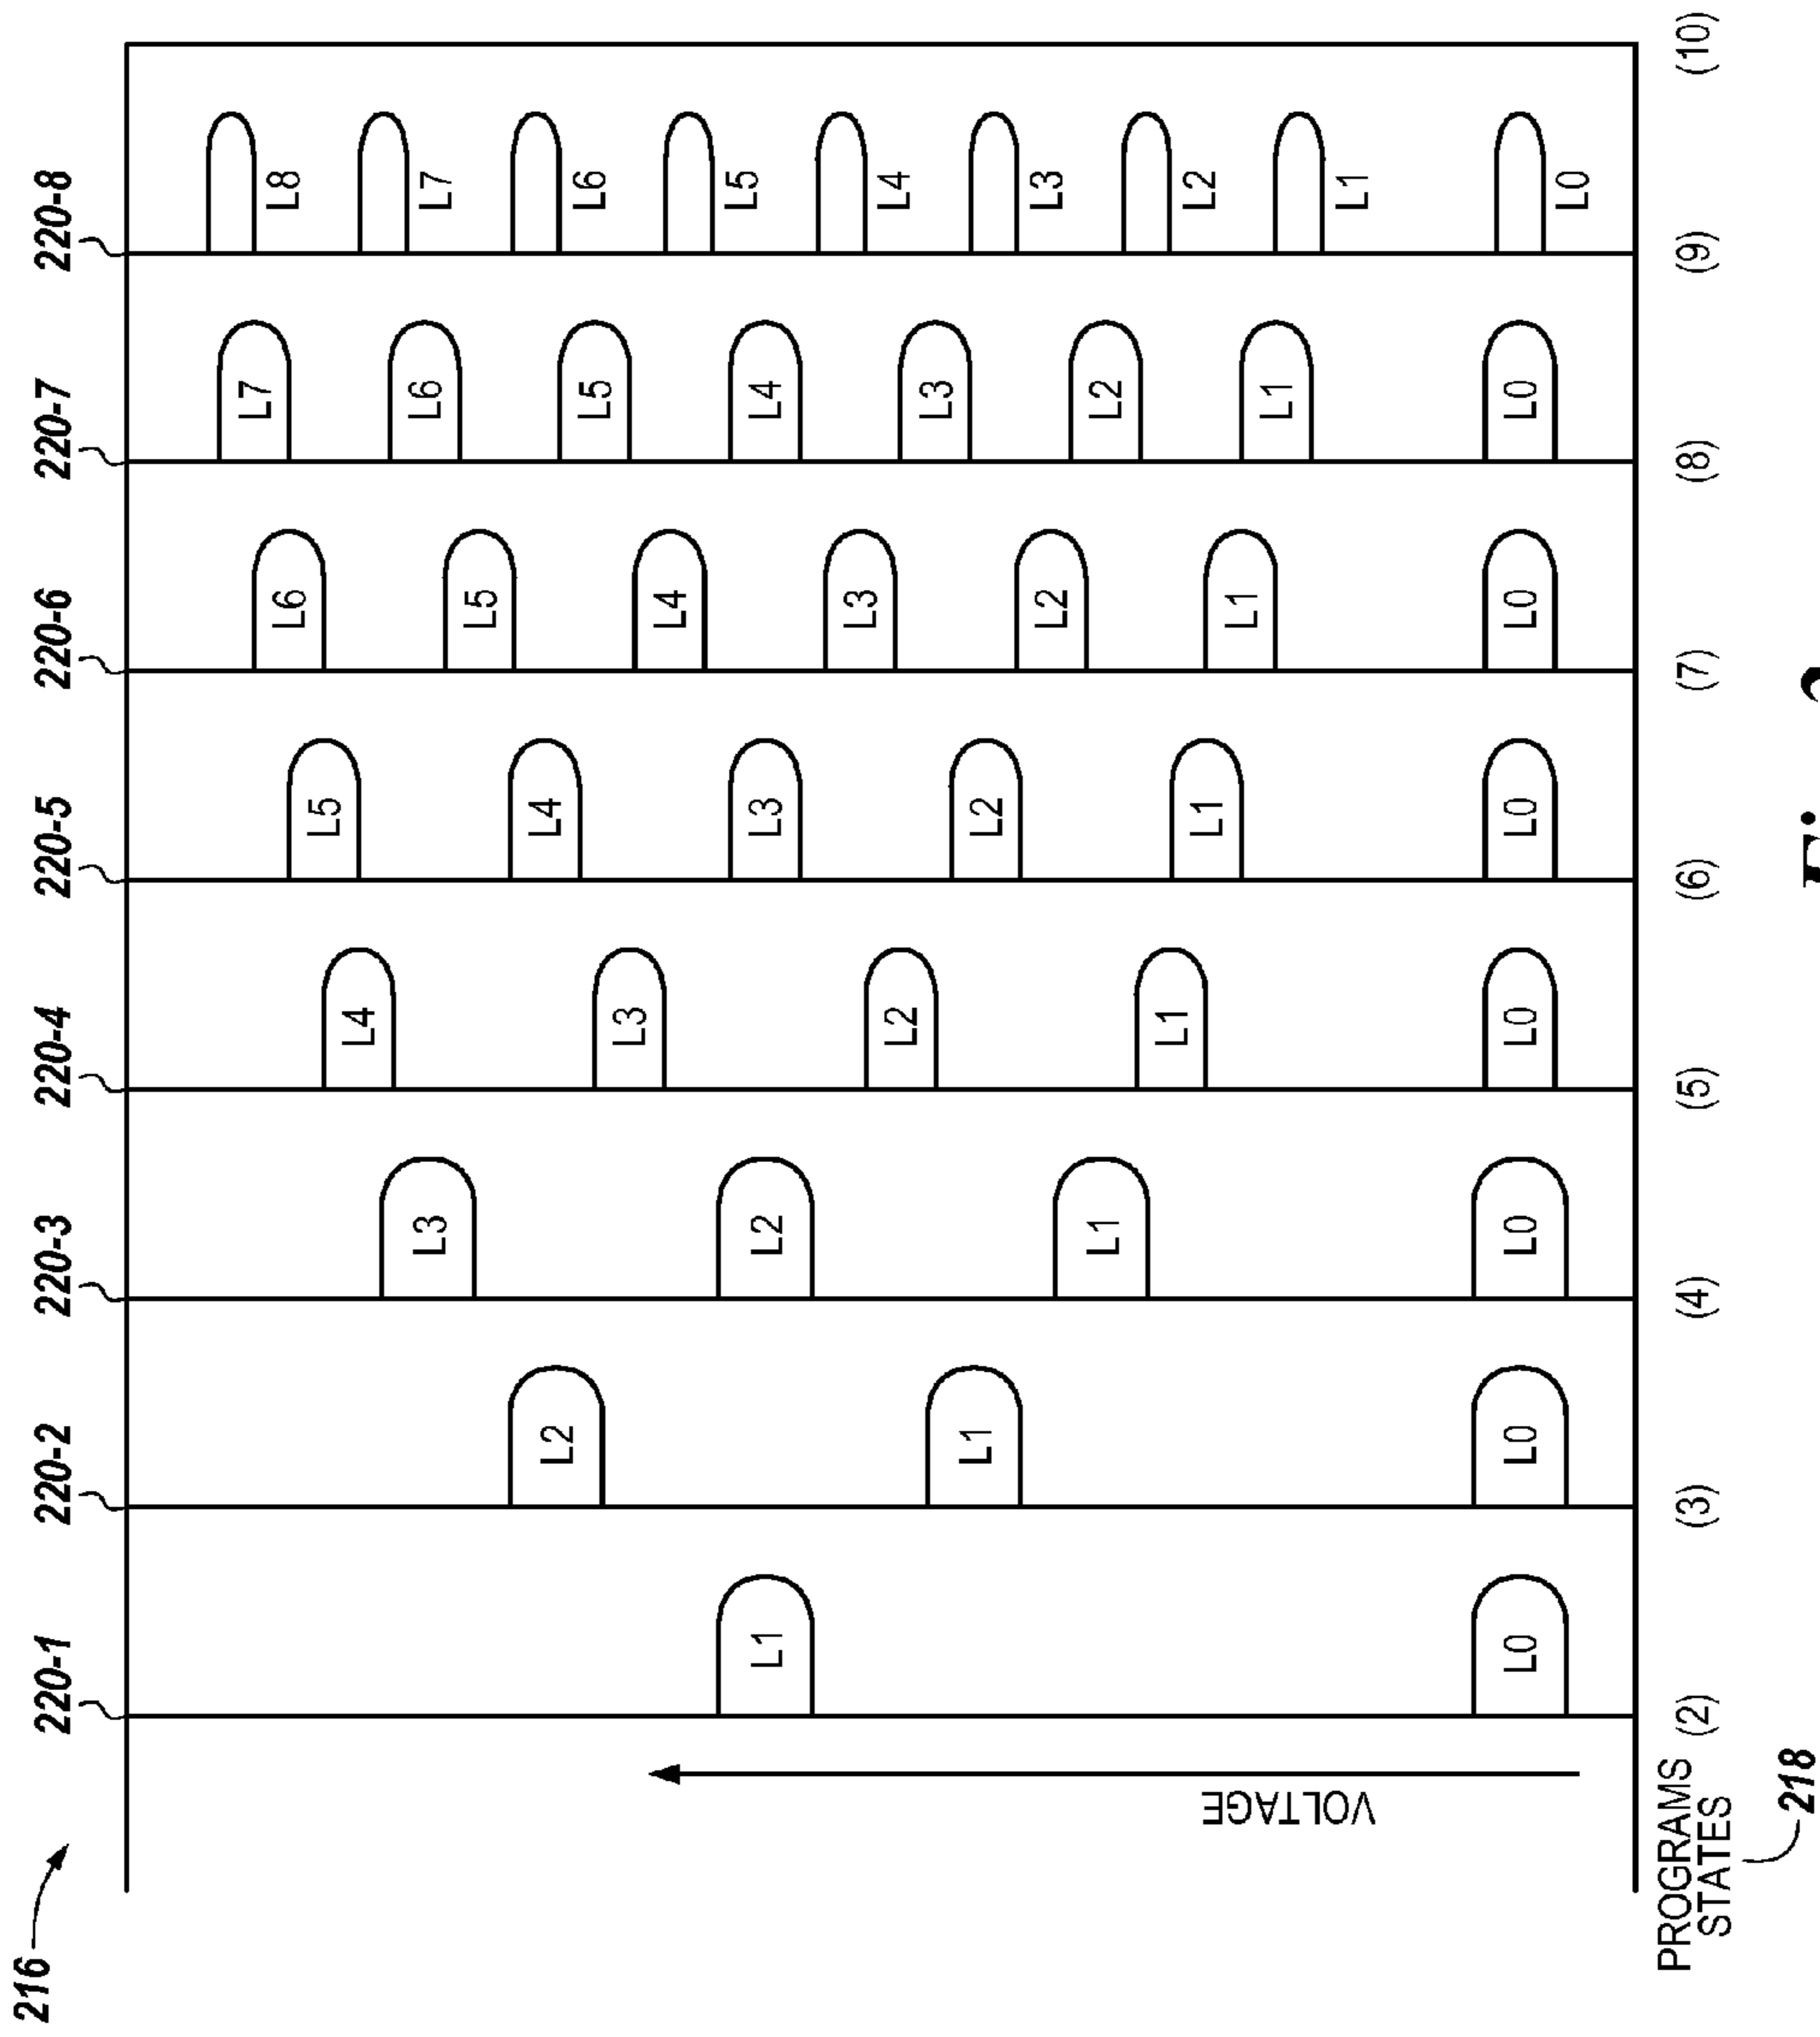 216
220-1
220-2
220-3
220-4
220-5
220-6
220-7
220-8
VOLTAGE
L1
L0
L2
L1
L0
L3
L2
L1
L0
L4
L3
L2
L1
L0
L5
L4
L3
L2
L1
L0
L6
L5
L4
L3
L2
L1
L0
L7
L6
L5
L4
L3
L2
L1
L0
L8
L7
L6
L5
L4
L3
L2
L1
L0
PROGRAMS
STATES
(2) (3) (4) (5) (6) (7) (8) (9) (10)
218